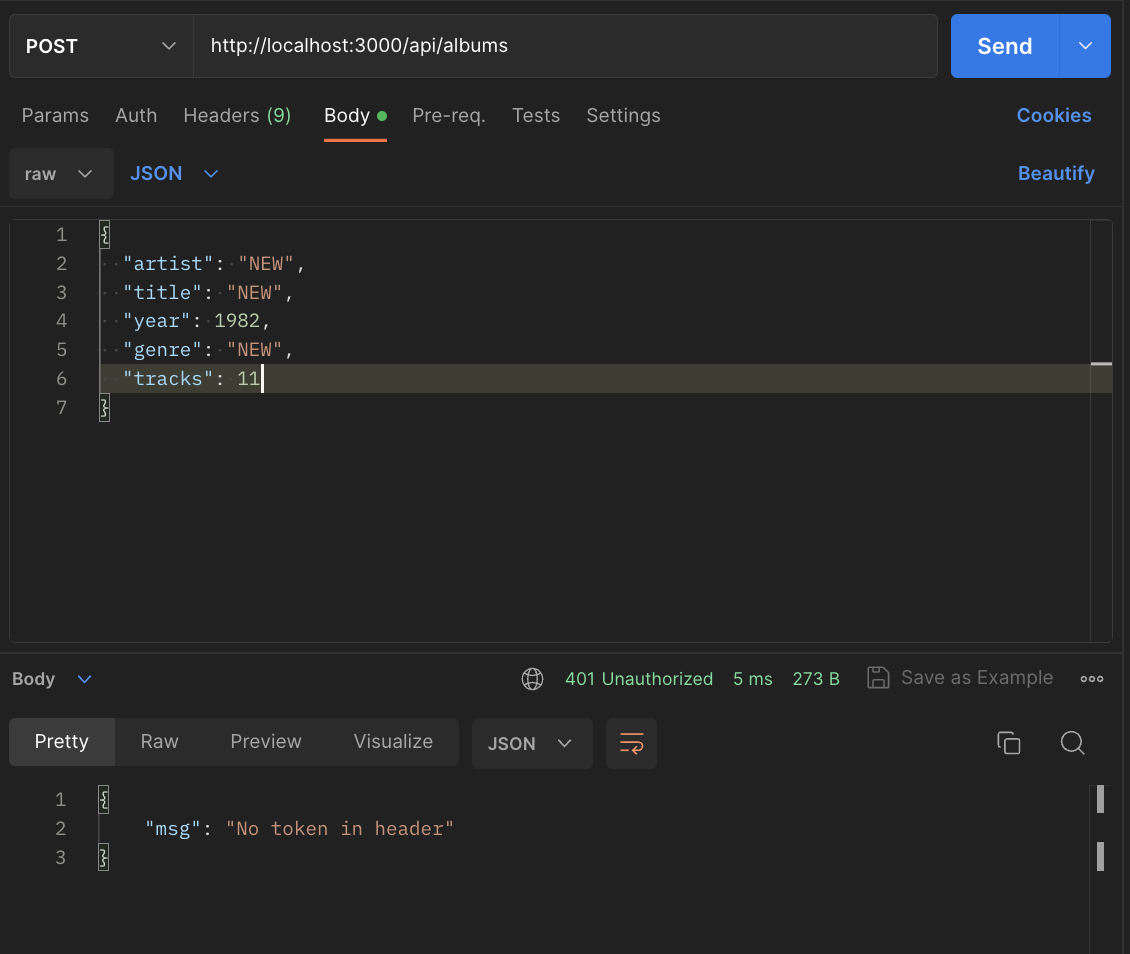 POST http://localhost:3000/api/albums Send
Params Auth Headers (9) Body Pre-req. Tests Settings Cookies
raw JSON Beautify
1 {
2 "artist": "NEW",
3 "title": "NEW",
4 "year": 1982,
5 "genre": "NEW",
6 "tracks": 11
7 }
Body 401 Unauthorized 5 ms 273 B Save as Example
Pretty Raw Preview Visualize JSON
1 {
2 "msg": "No token in header"
3 }